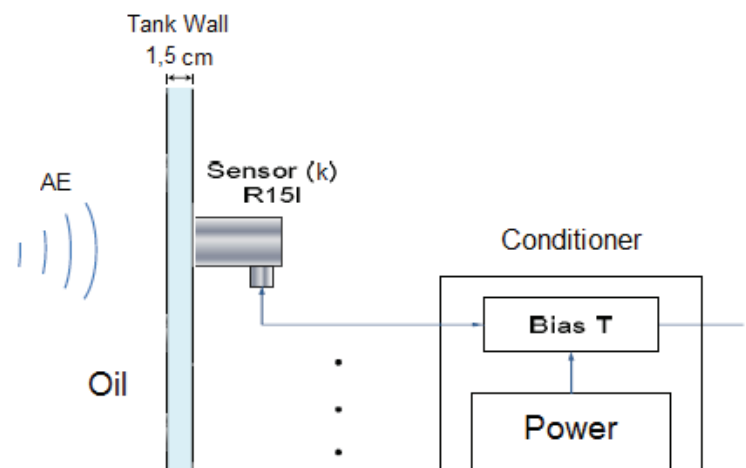 Tank Wall
1,5 cm
Sensor (k)
R15I
AE
Conditioner
Bias T
Oil
Power